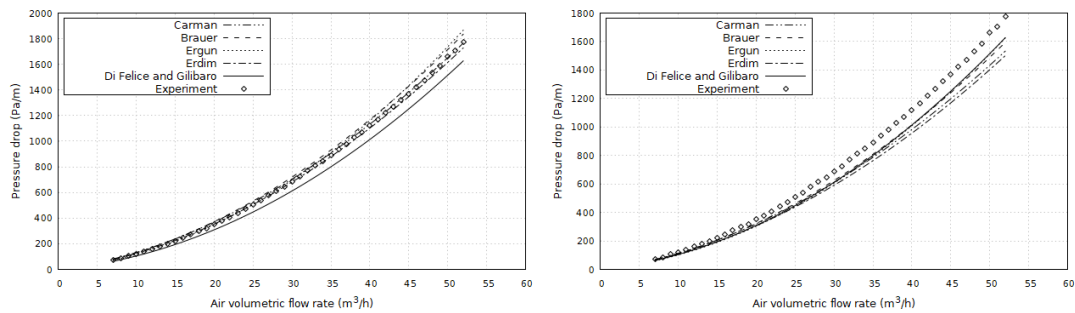 2000
1800
1600
1400
1200
1000
800
600
400
200
0
Pressure drop (Pa/m)
Carman
Brauer
Ergun
Erdim
Di Felice and Gilibaro
Experiment
0 5 10 15 20 25 30 35 40 45 50 55 60
Air volumetric flow rate (m³/h)
1800
1600
1400
1200
1000
800
600
400
200
0
Pressure drop (Pa/m)
Carman
Brauer
Ergun
Erdim
Di Felice and Gilibaro
Experiment
0 5 10 15 20 25 30 35 40 45 50 55 60
Air volumetric flow rate (m³/h)